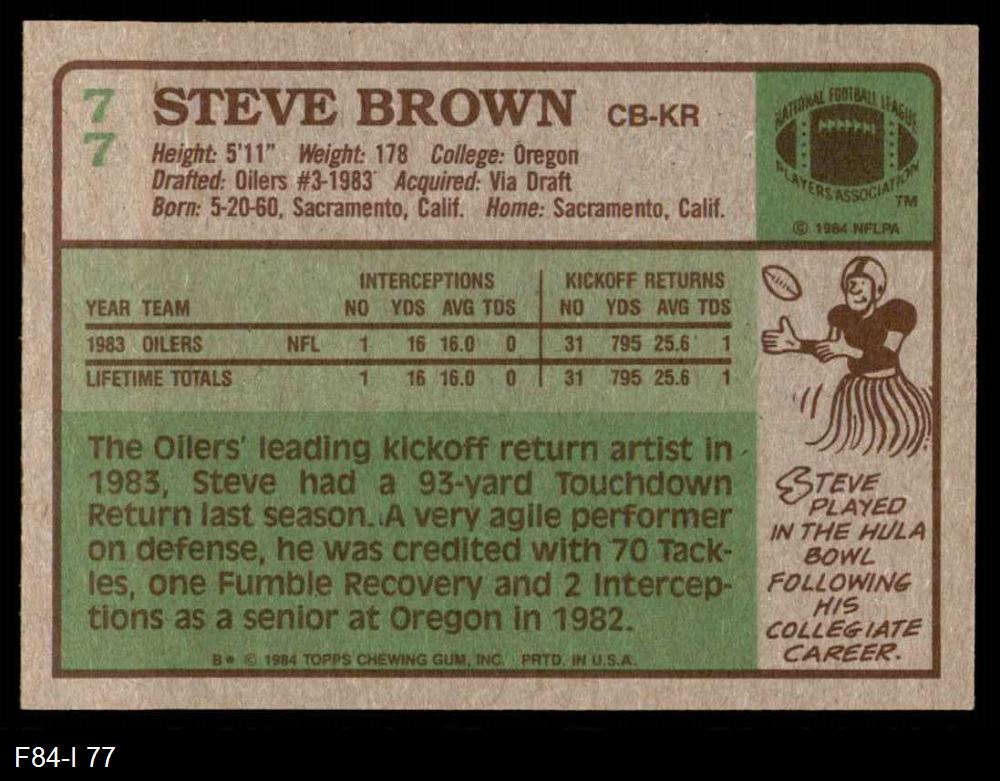 7
7
STEVE BROWN CB-KR
Height: 5'11" Weight: 178 College: Oregon
Drafted: Oilers #3-1983 Acquired: Via Draft
Born: 5-20-60, Sacramento, Calif. Home: Sacramento, Calif.
NATIONAL FOOTBALL LEAGUE
PLAYERS ASSOCIATION
TM
© 1984 NFLPA
INTERCEPTIONS KICKOFF RETURNS
YEAR TEAM NO YDS AVG TDS NO YDS AVG TDS
1983 OILERS NFL 1 16 16.0 0 31 795 25.6 1
LIFETIME TOTALS 1 16 16.0 0 31 795 25.6 1
The Oilers' leading kickoff return artist in
1983, Steve had a 93-yard Touchdown
Return last season. A very agile performer
on defense, he was credited with 70 Tack-
les, one Fumble Recovery and 2 Intercep-
tions as a senior at Oregon in 1982.
B* © 1984 TOPPS CHEWING GUM, INC. PRTD. IN U.S.A.
STEVE
PLAYED
IN THE HULA
BOWL
FOLLOWING
HIS
COLLEGIATE
CAREER.
F84-I 77